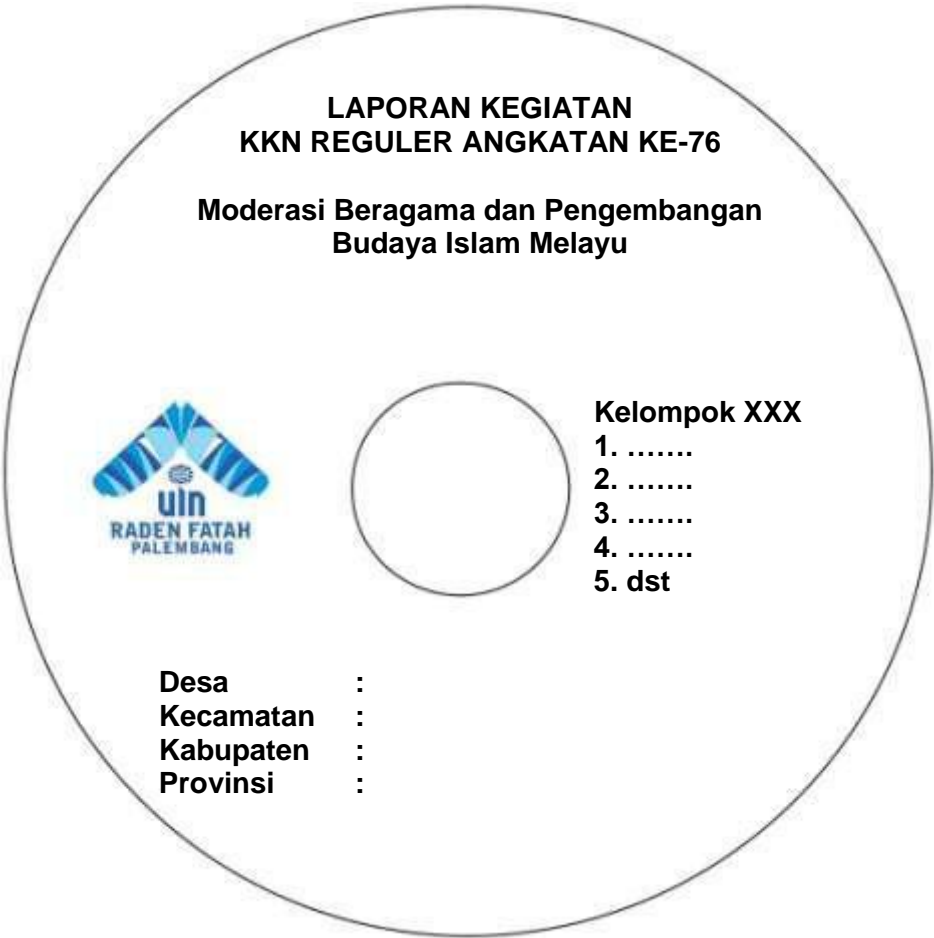 LAPORAN KEGIATAN
KKN REGULER ANGKATAN KE-76
Moderasi Beragama dan Pengembangan
Budaya Islam Melayu
uin
RADEN FATAH
PALEMBANG
Kelompok XXX
1. …….
2. …….
3. …….
4. …….
5. dst
Desa :
Kecamatan :
Kabupaten :
Provinsi :